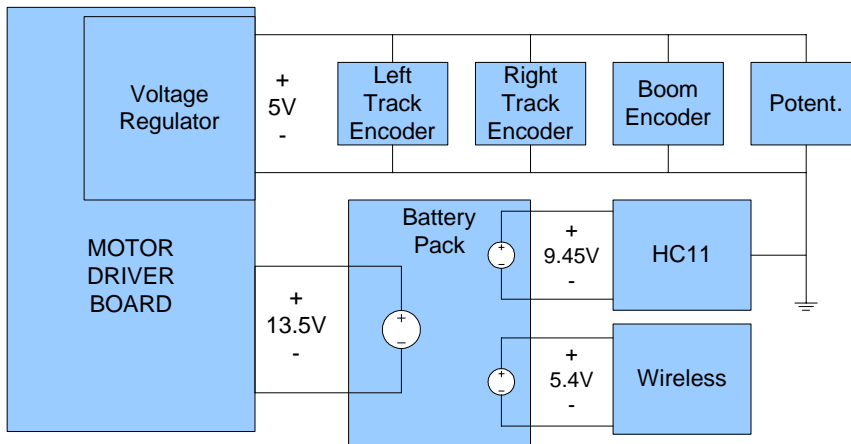 Voltage
Regulator
+
5V
-
Left
Track
Encoder
Right
Track
Encoder
Boom
Encoder
Potent.
MOTOR
DRIVER
BOARD
+
13.5V
-
Battery
Pack
+
-
+
-
+
9.45V
-
HC11
+
-
+
5.4V
-
Wireless